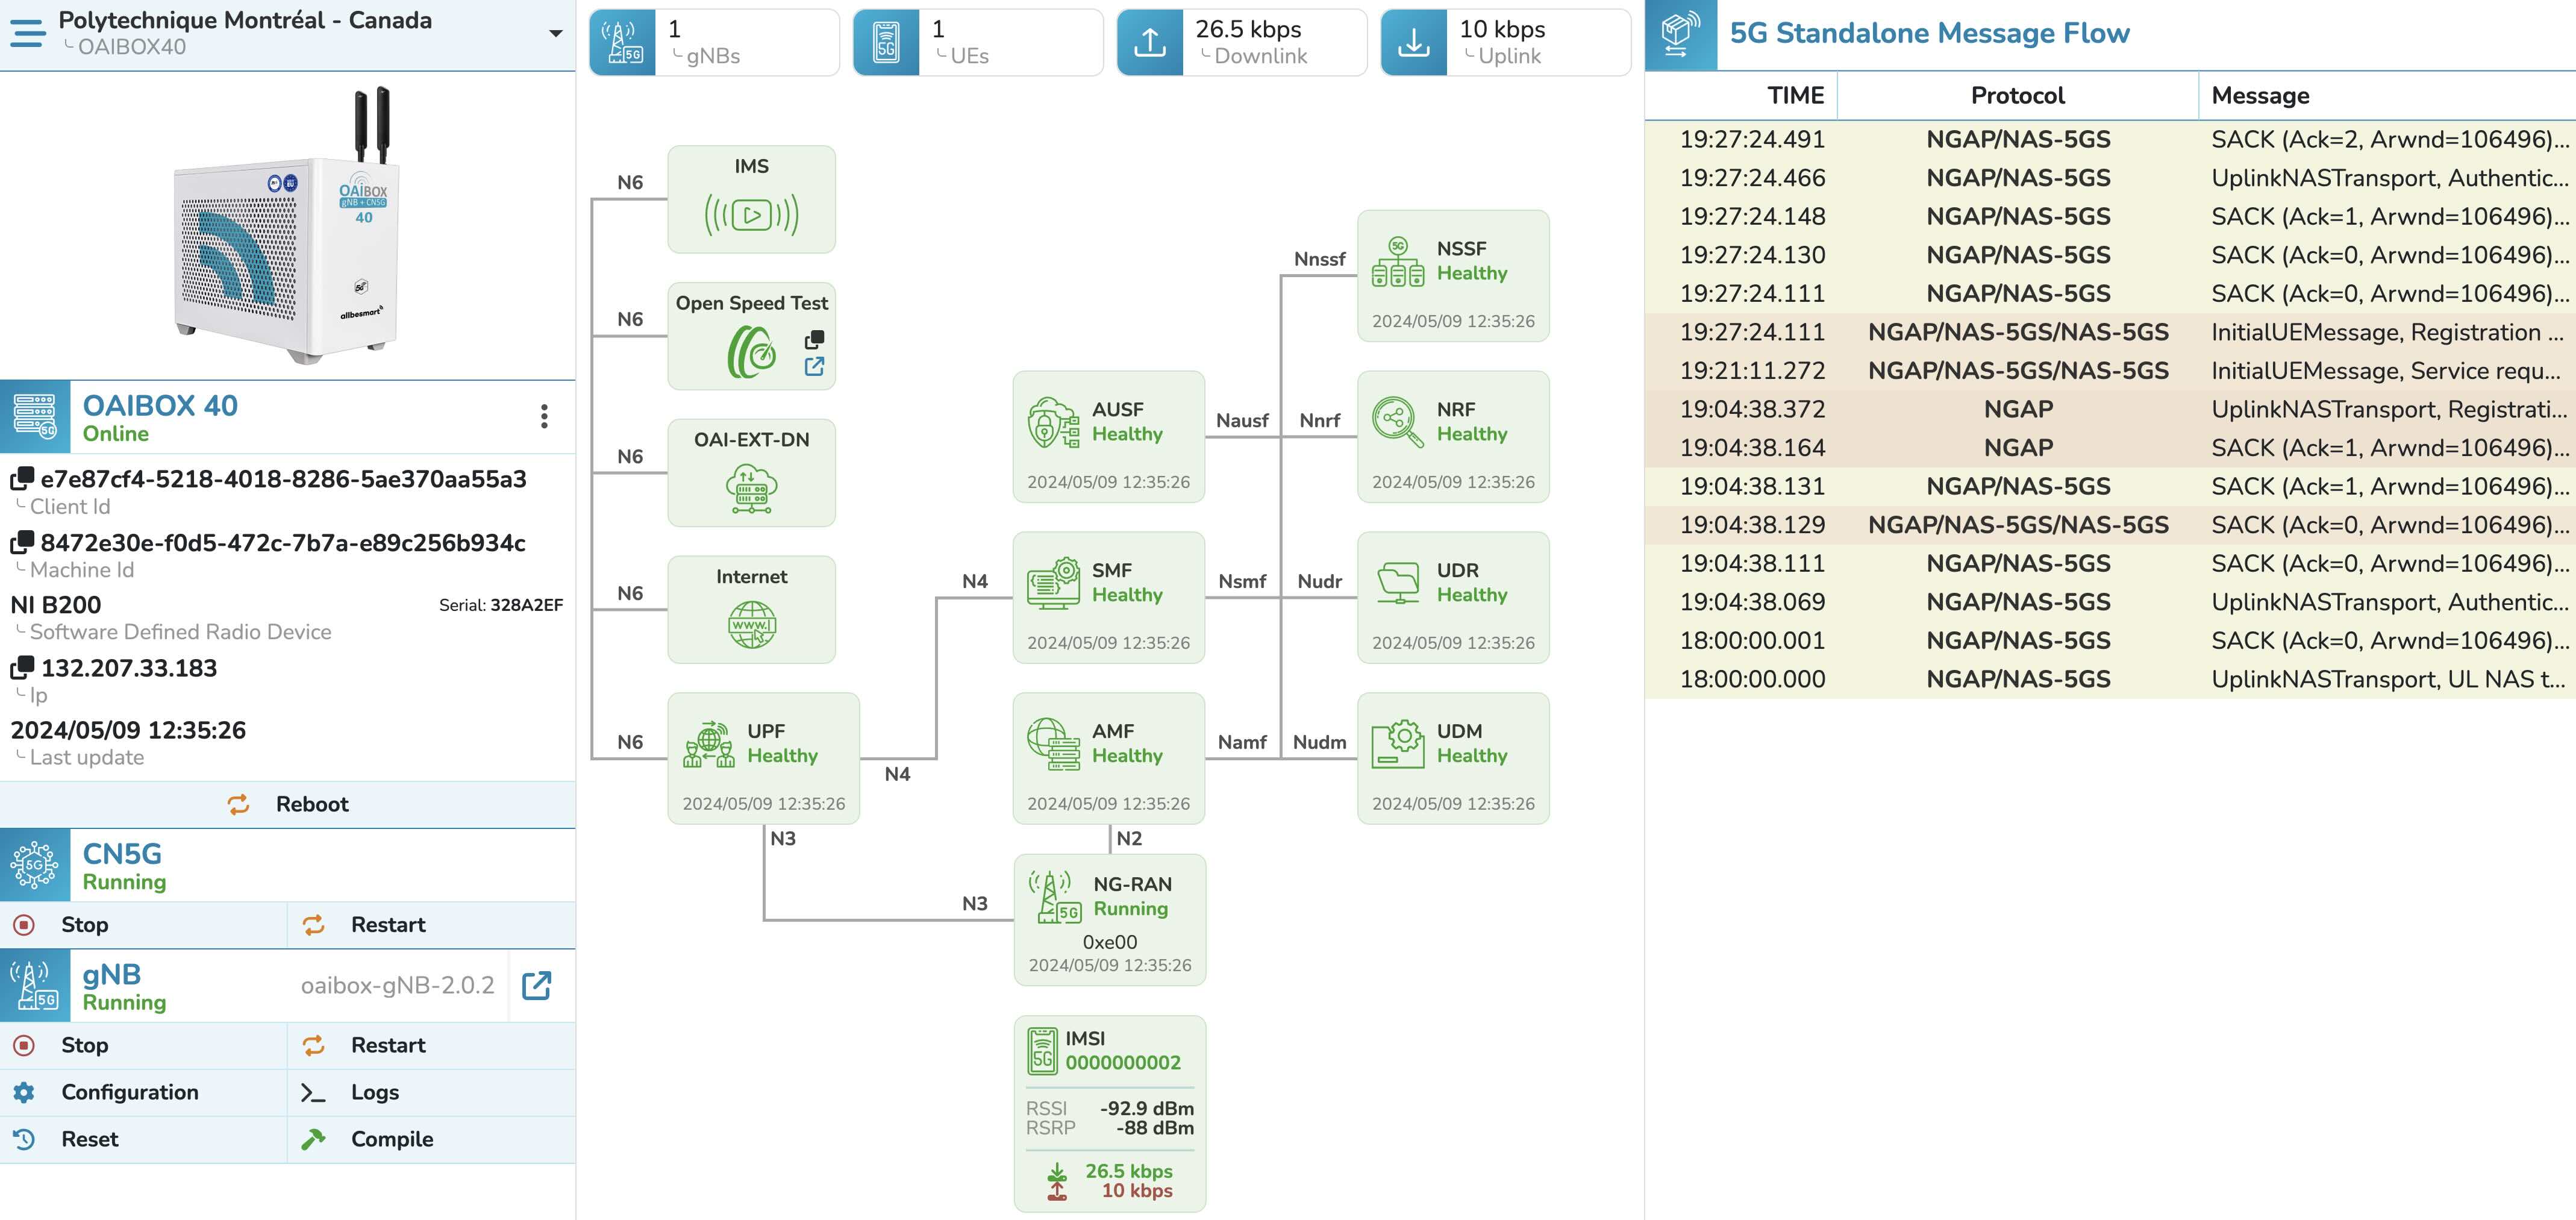 Polytechnique Montréal - Canada
OAIBOX40
OAIBOX
gNB + CN5G
40
5G
allbesmart
OAIBOX 40
Online
e7e87cf4-5218-4018-8286-5ae370aa55a3
Client Id
8472e30e-f0d5-472c-7b7a-e89c256b934c
Machine Id
NI B200 Serial: 328A2EF
Software Defined Radio Device
132.207.33.183
Ip
2024/05/09 12:35:26
Last update
Reboot
CN5G
Running
Stop Restart
gNB oaibox-gNB-2.0.2
Running
Stop Restart
Configuration Logs
Reset Compile
1
gNBs
1
UEs
26.5 kbps
Downlink
10 kbps
Uplink
N6
IMS
N6
Open Speed Test
N6
OAI-EXT-DN
N6
Internet
www.
N6
UPF
Healthy
2024/05/09 12:35:26
N4
N4
N3
N3
AUSF
Healthy
2024/05/09 12:35:26
SMF
Healthy
2024/05/09 12:35:26
AMF
Healthy
2024/05/09 12:35:26
N2
Nausf
Nsmf
Namf
Nnssf
Nnrf
Nudr
Nudm
5G
NSSF
Healthy
2024/05/09 12:35:26
NRF
Healthy
2024/05/09 12:35:26
UDR
Healthy
2024/05/09 12:35:26
UDM
Healthy
2024/05/09 12:35:26
5G
NG-RAN
Running
0xe00
2024/05/09 12:35:26
5G
IMSI
0000000002
RSSI -92.9 dBm
RSRP -88 dBm
26.5 kbps
10 kbps
5G Standalone Message Flow
TIME Protocol Message
19:27:24.491 NGAP/NAS-5GS SACK (Ack=2, Arwnd=106496)...
19:27:24.466 NGAP/NAS-5GS UplinkNASTransport, Authentic...
19:27:24.148 NGAP/NAS-5GS SACK (Ack=1, Arwnd=106496)...
19:27:24.130 NGAP/NAS-5GS SACK (Ack=0, Arwnd=106496)...
19:27:24.111 NGAP/NAS-5GS SACK (Ack=0, Arwnd=106496)...
19:27:24.111 NGAP/NAS-5GS/NAS-5GS InitialUEMessage, Registration ...
19:21:11.272 NGAP/NAS-5GS/NAS-5GS InitialUEMessage, Service requ...
19:04:38.372 NGAP UplinkNASTransport, Registrati...
19:04:38.164 NGAP SACK (Ack=1, Arwnd=106496)...
19:04:38.131 NGAP/NAS-5GS SACK (Ack=1, Arwnd=106496)...
19:04:38.129 NGAP/NAS-5GS/NAS-5GS SACK (Ack=0, Arwnd=106496)...
19:04:38.111 NGAP/NAS-5GS SACK (Ack=0, Arwnd=106496)...
19:04:38.069 NGAP/NAS-5GS UplinkNASTransport, Authentic...
18:00:00.001 NGAP/NAS-5GS SACK (Ack=0, Arwnd=106496)...
18:00:00.000 NGAP/NAS-5GS UplinkNASTransport, UL NAS t...